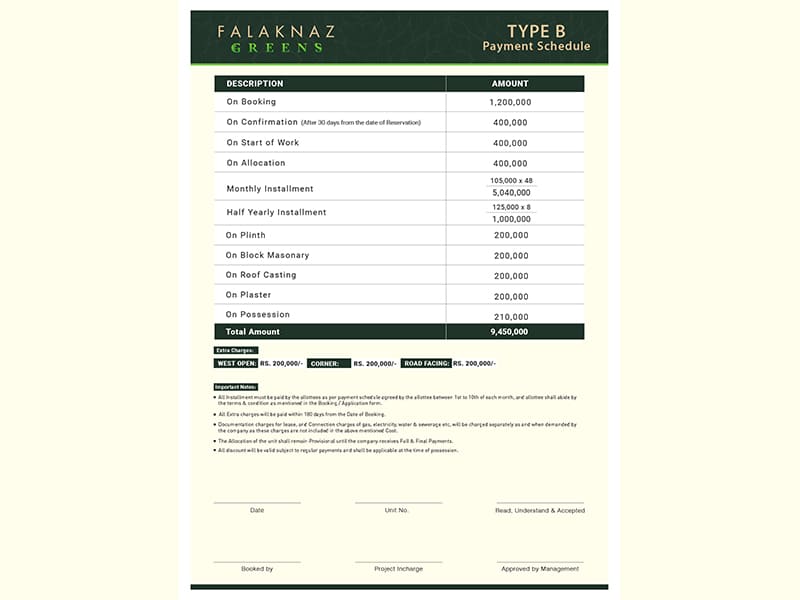 FALAKNAZ
GREENS
TYPE B
Payment Schedule
DESCRIPTION AMOUNT
On Booking 1,200,000
On Confirmation (After 30 days from the date of Reservation) 400,000
On Start of Work 400,000
On Allocation 400,000
Monthly Installment 105,000 x 48
5,040,000
Half Yearly Installment 125,000 x 8
1,000,000
On Plinth 200,000
On Block Masonary 200,000
On Roof Casting 200,000
On Plaster 200,000
On Possession 210,000
Total Amount 9,450,000
Extra Charges:
WEST OPEN: RS. 200,000/- CORNER: RS. 200,000/- ROAD FACING: RS. 200,000/-
Important Notes:
• All Installment must be paid by the allottees as per payment schedule agreed by the allottee between 1st to 10th of each month, and allottee shall abide by
the terms & condition as mentioned in the Booking / Application form.
• All Extra charges will be paid within 180 days from the Date of Booking.
• Documentation charges for lease, and Connection charges of gas, electricity, water & sewerage etc, will be charged separately as and when demanded by
the company as these charges are not included in the above mentioned Cost.
• The Allocation of the unit shall remain Provisional until the company receives Full & Final Payments.
• All discount will be valid subject to regular payments and shall be applicable at the time of possession.
Date Unit No. Read, Understand & Accepted
Booked by Project Incharge Approved by Management